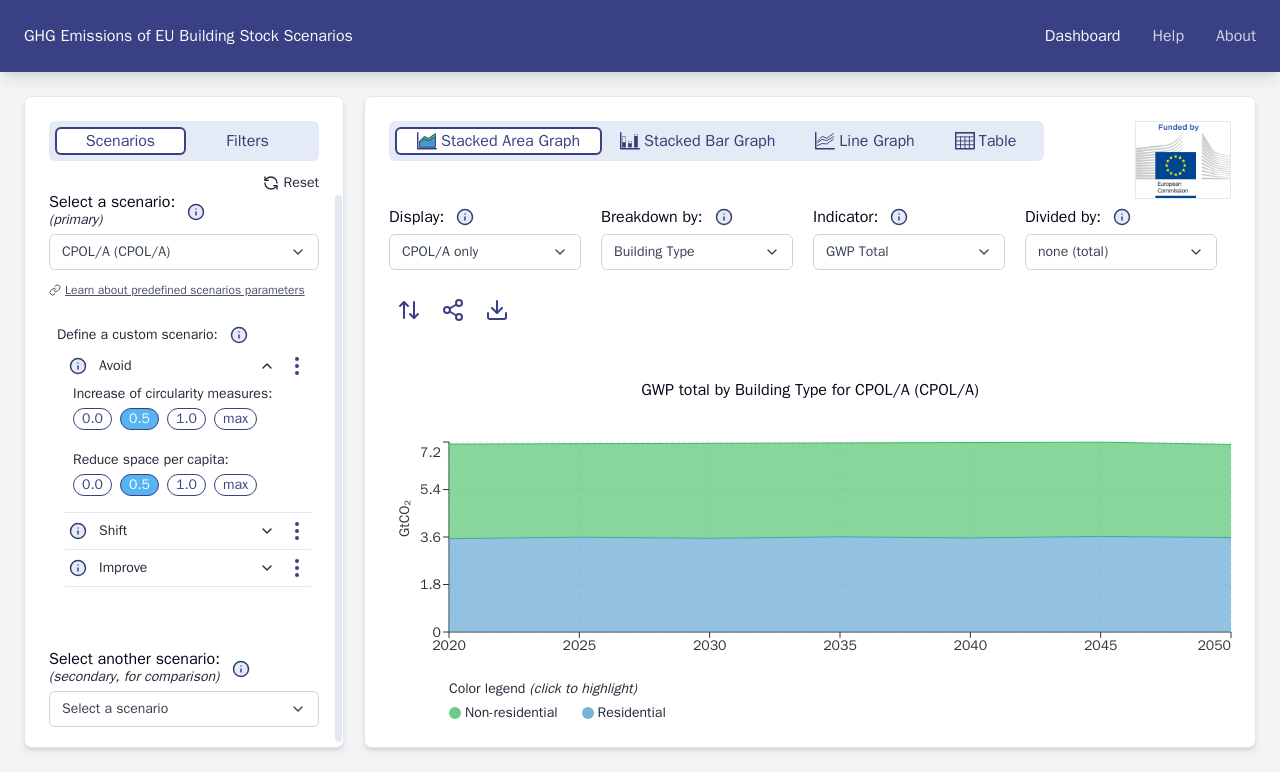 GHG Emissions of EU Building Stock Scenarios
Dashboard Help About
Scenarios Filters
Reset
Select a scenario:
(primary)
CPOL/A (CPOL/A)
Learn about predefined scenarios parameters
Define a custom scenario:
Avoid
Increase of circularity measures:
0.0 0.5 1.0 max
Reduce space per capita:
0.0 0.5 1.0 max
Shift
Improve
Select another scenario:
(secondary, for comparison)
Select a scenario
Stacked Area Graph Stacked Bar Graph Line Graph Table
Funded by
European
Commission
Display: Breakdown by: Indicator: Divided by:
CPOL/A only Building Type GWP Total none (total)
GWP total by Building Type for CPOL/A (CPOL/A)
GtCO₂
7.2
5.4
3.6
1.8
0
2020 2025 2030 2035 2040 2045 2050
Color legend (click to highlight)
Non-residential Residential